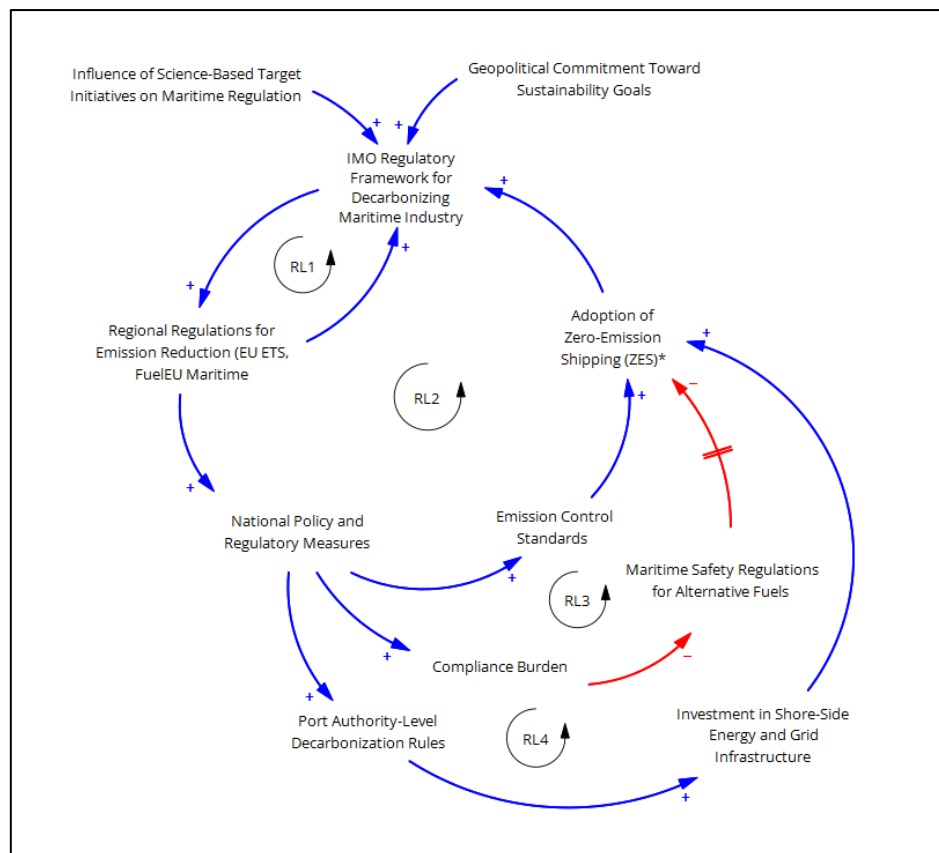 Influence of Science-Based Target
Initiatives on Maritime Regulation
Geopolitical Commitment Toward
Sustainability Goals
+
+
+
IMO Regulatory
Framework for
Decarbonizing
Maritime Industry
+
+
RL1
+
Regional Regulations for
Emission Reduction (EU ETS,
FuelEU Maritime
Adoption of
Zero-Emission
Shipping (ZES)*
+
–
+
RL2
+
National Policy and
Regulatory Measures
Emission Control
Standards
+
Maritime Safety Regulations
for Alternative Fuels
RL3
+
Compliance Burden
–
+
Port Authority-Level
Decarbonization Rules
RL4
Investment in Shore-Side
Energy and Grid
Infrastructure
+